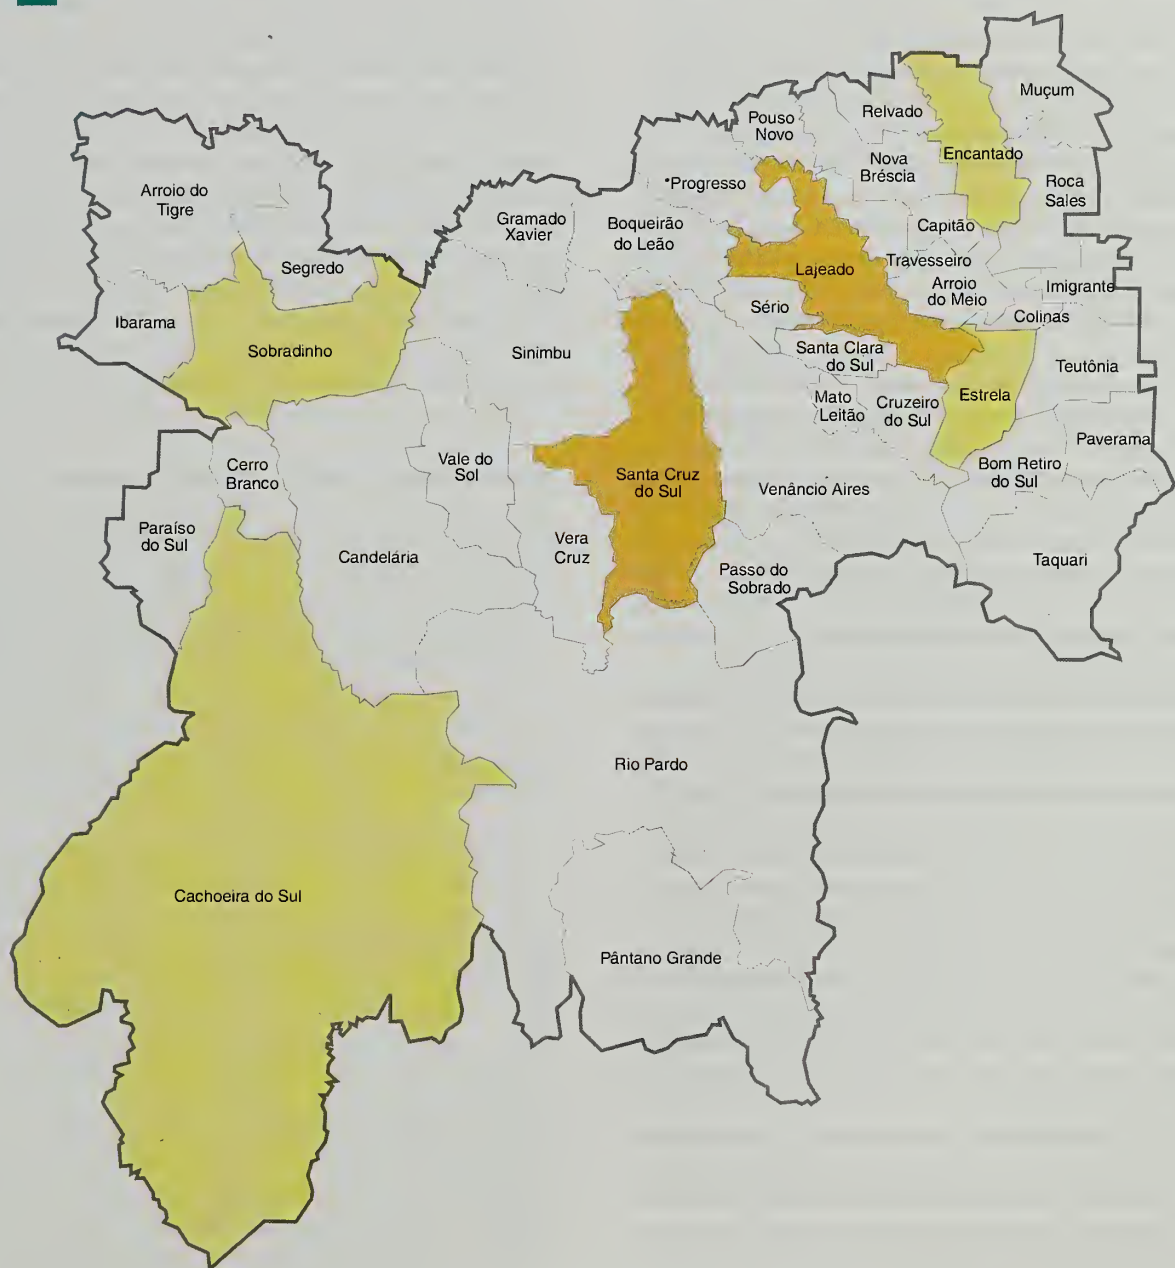 Muçum
Relvado
Pouso
Novo
Encantado
Nova
Bréscia
Arroio do
Tigre
Progresso
Roca
Sales
Gramado
Xavier
Boqueirão
do Leão
Capitão
Segredo
Lajeado
Travesseiro
Arroio
do Meio
Imigrante
Ibarama
Sério
Colinas
Sobradinho
Sinimbu
Santa Clara
do Sul
Teutônia
Mato
Leitão
Cruzeiro
do Sul
Estrela
Paverama
Cerro
Branco
Vale do
Sol
Santa Cruz
do Sul
Venâncio Aires
Bom Retiro
do Sul
Paraíso
do Sul
Candelária
Vera
Cruz
Passo do
Sobrado
Taquari
Rio Pardo
Cachoeira do Sul
Pântano Grande